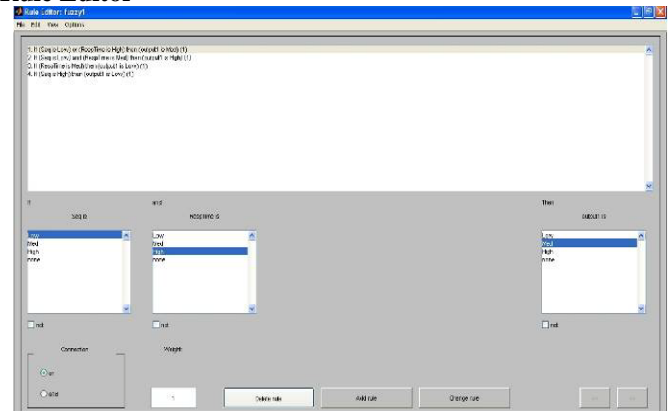 Rule Editor
Rule Editor: fuzzy1
File Edit View Options
1. If (Seq is Low) or (RespTime is High) then (output1 is Med) (1)
2. If (Seq is Low) and (RespTime is Med) then (output1 is High) (1)
3. If (RespTime is Med) then (output1 is Low) (1)
4. If (Seq is High) then (output1 is Low) (1)
If and Then
Seq is RespTime is output1 is
Low Low Low
Med Med Med
High High High
none none none
not not not
Connection Weight:
or
and 1 Delete rule Add rule Change rule << >>